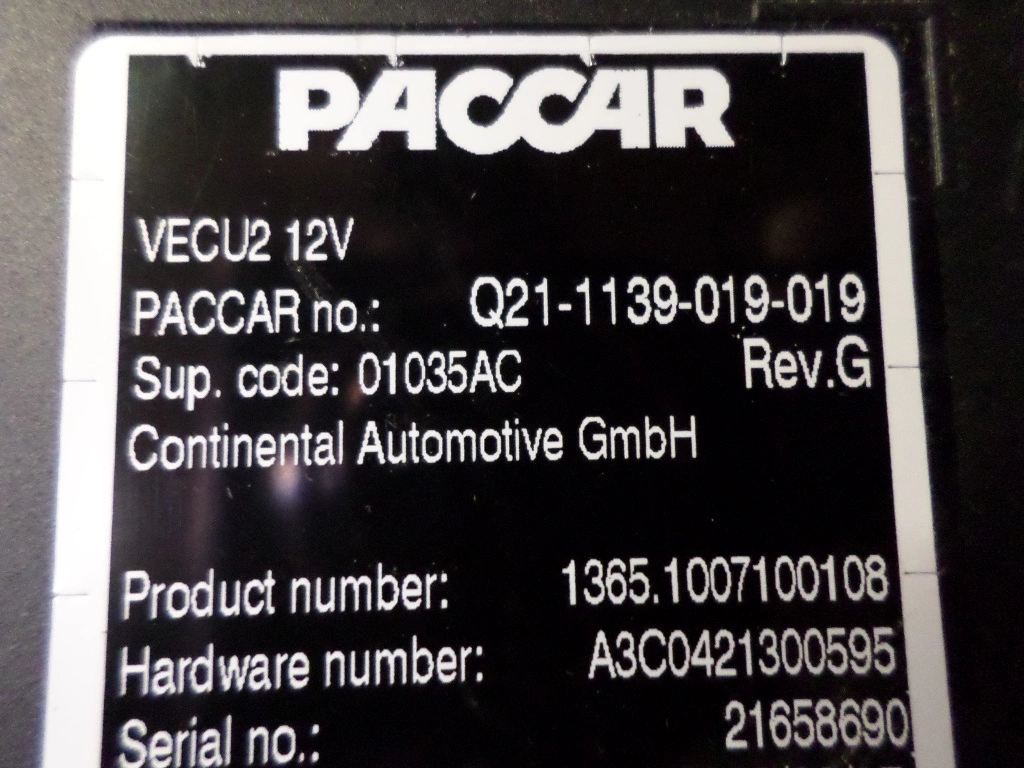 PACCAR
VECU2 12V
PACCAR no.: Q21-1139-019-019
Sup. code: 01035AC Rev.G
Continental Automotive GmbH
Product number: 1365.1007100108
Hardware number: A3C0421300595
Serial no.: 21658690